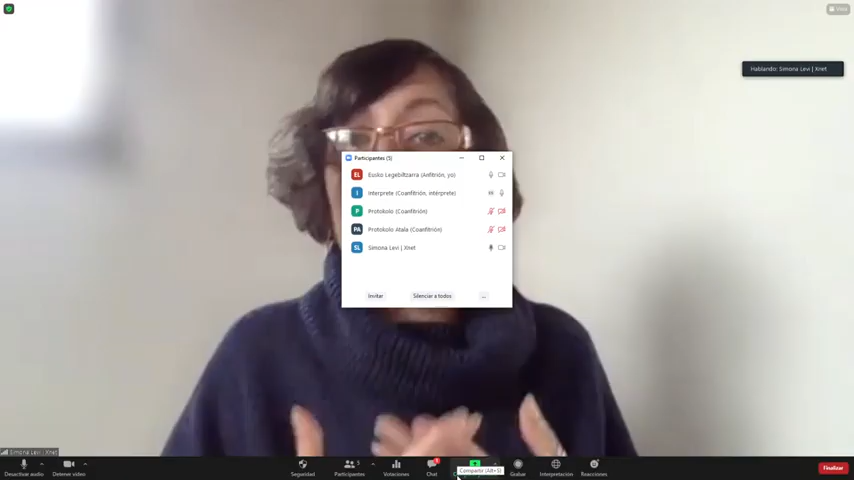 Hablando: Simona Levi | Xnet
Participantes (5)
EL Eusko Legebiltzarra (Anfitrión, yo)
I Interprete (Coanfitrión, intérprete)
P Protokolo (Coanfitrión)
PA Protokolo Atala (Coanfitrión)
SL Simona Levi | Xnet
Invitar Silenciar a todos ...
Simona Levi | Xnet
Compartir (Alt+S)
Desactivar audio Detener video Seguridad Participantes 5 Votaciones Chat Grabar Interpretación Reacciones Finalizar